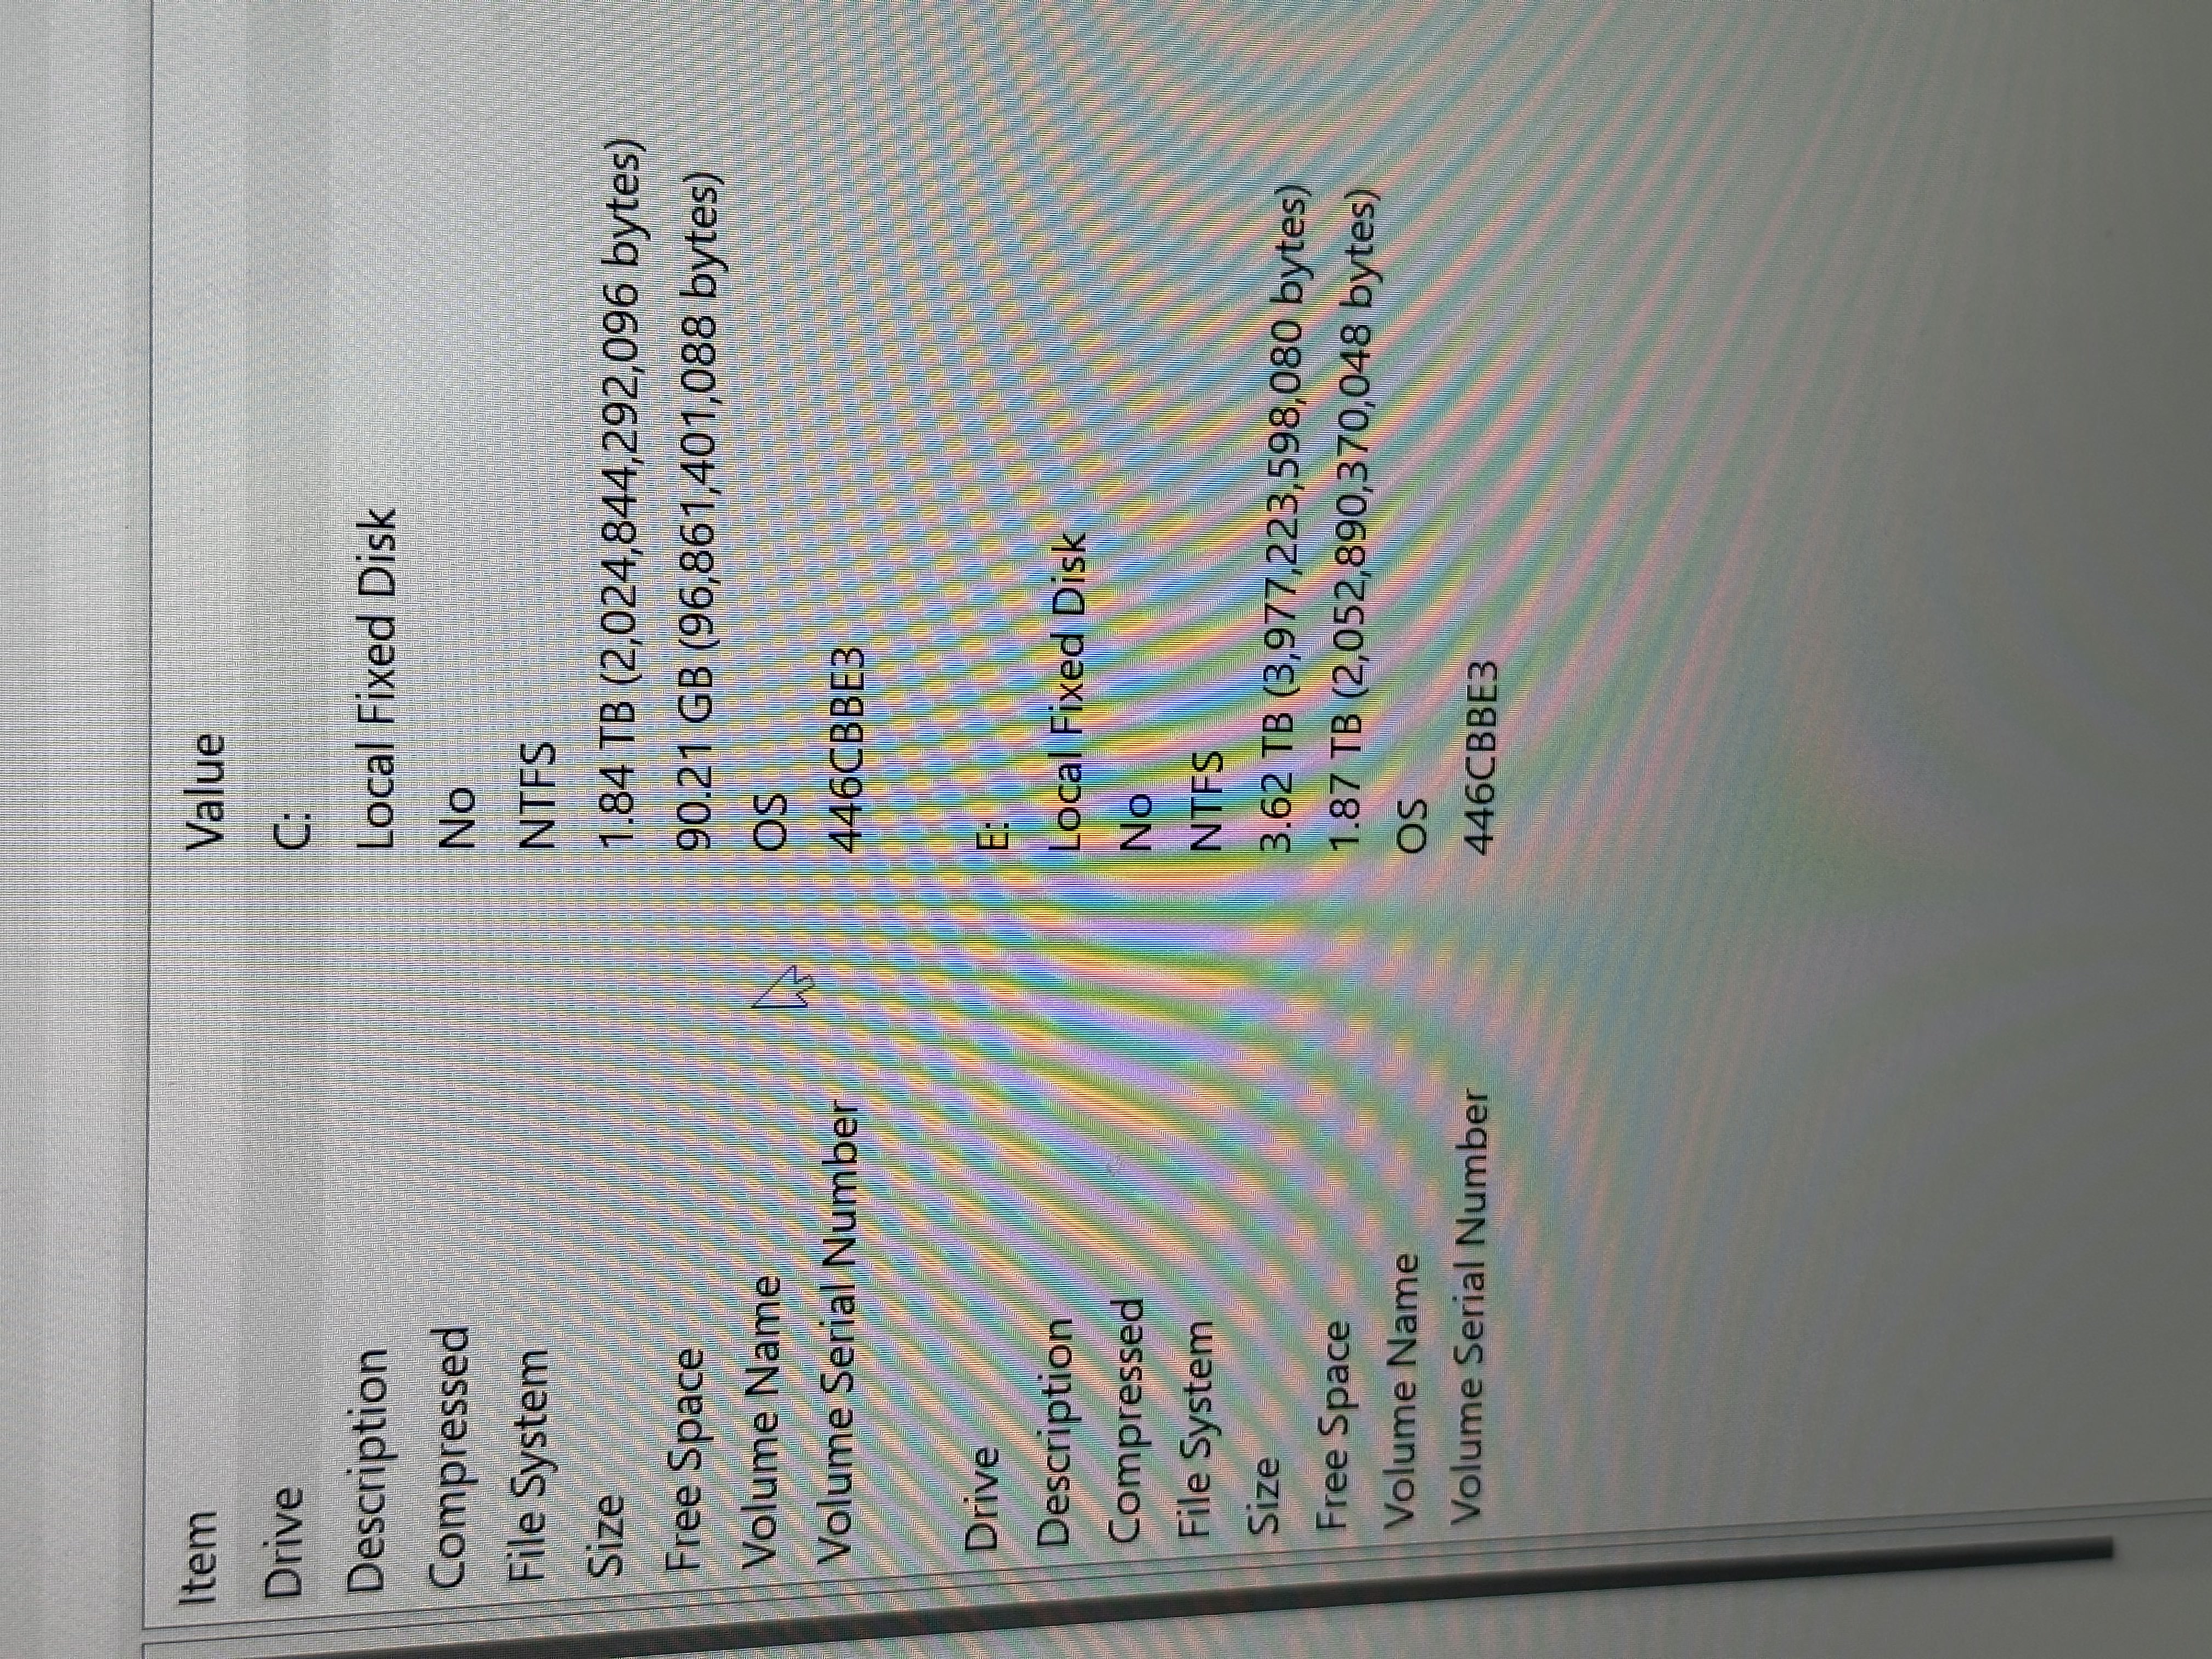 Item Value
Drive C:
Description Local Fixed Disk
Compressed No
File System NTFS
Size 1.84 TB (2,024,844,292,096 bytes)
Free Space 90.21 GB (96,861,401,088 bytes)
Volume Name OS
Volume Serial Number 446CBBE3
Drive E:
Description Local Fixed Disk
Compressed No
File System NTFS
Size 3.62 TB (3,977,223,598,080 bytes)
Free Space 1.87 TB (2,052,890,370,048 bytes)
Volume Name OS
Volume Serial Number 446CBBE3